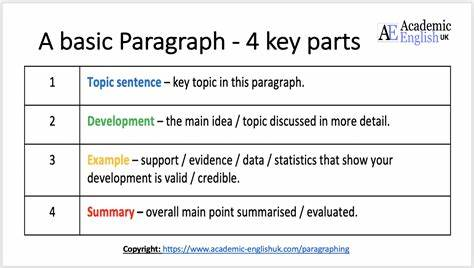 A basic Paragraph - 4 key parts
AE Academic
English UK
1 Topic sentence – key topic in this paragraph.
2 Development – the main idea / topic discussed in more detail.
3 Example – support / evidence / data / statistics that show your
development is valid / credible.
4 Summary – overall main point summarised / evaluated.
Copyright: https://www.academic-englishuk.com/paragraphing